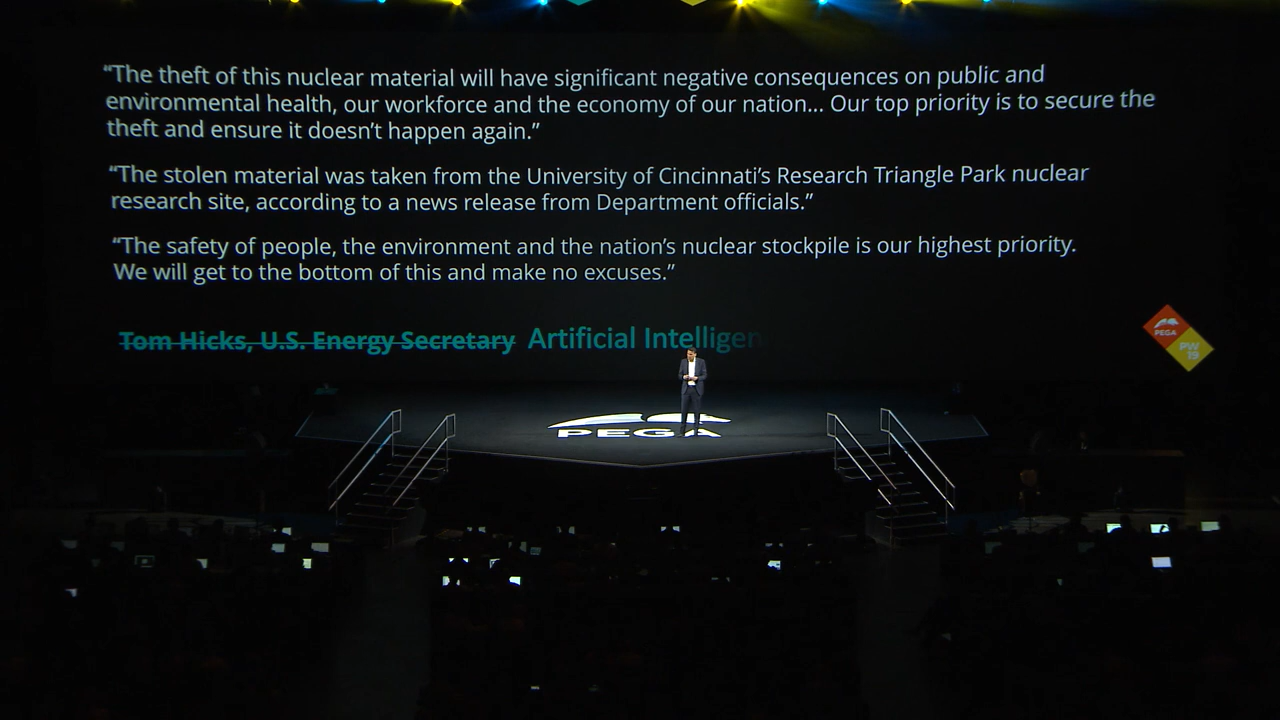 “The theft of this nuclear material will have significant negative consequences on public and
environmental health, our workforce and the economy of our nation... Our top priority is to secure the
theft and ensure it doesn’t happen again.”
“The stolen material was taken from the University of Cincinnati’s Research Triangle Park nuclear
research site, according to a news release from Department officials.”
“The safety of people, the environment and the nation’s nuclear stockpile is our highest priority.
We will get to the bottom of this and make no excuses.”
Tom Hicks, U.S. Energy Secretary Artificial Intelligen
PEGA
PW
19
PEGA